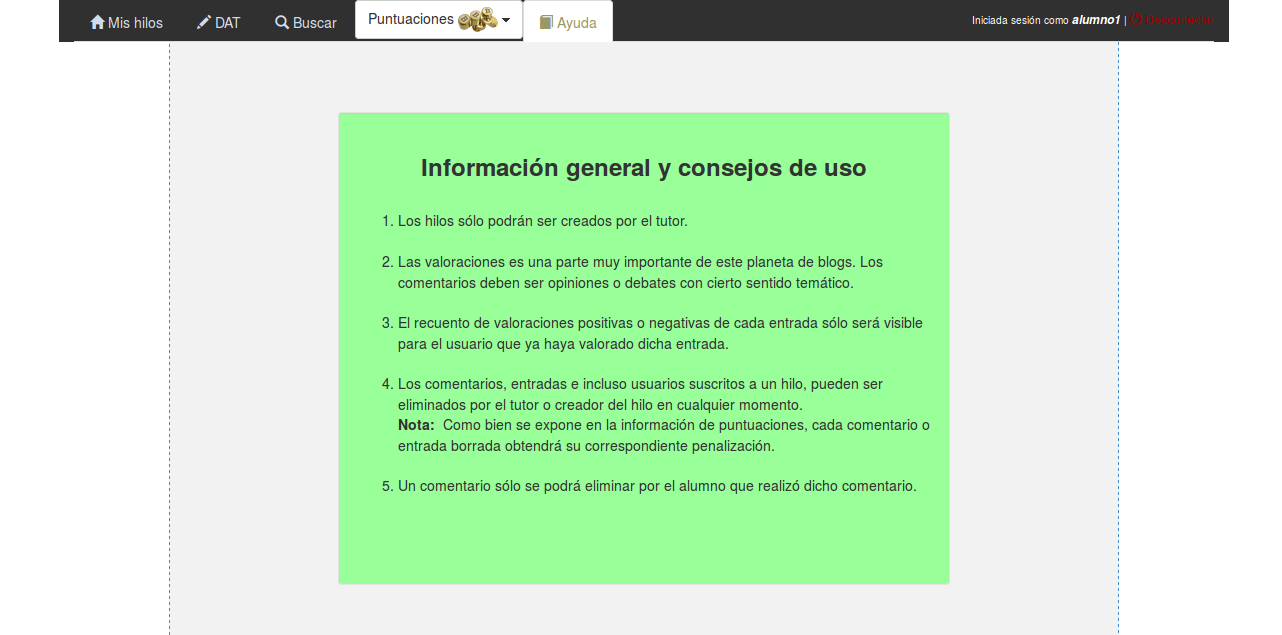 Mis hilos DAT Buscar Puntuaciones Ayuda Iniciada sesión como alumno1 | Desconectar
Información general y consejos de uso
1. Los hilos sólo podrán ser creados por el tutor.
2. Las valoraciones es una parte muy importante de este planeta de blogs. Los
comentarios deben ser opiniones o debates con cierto sentido temático.
3. El recuento de valoraciones positivas o negativas de cada entrada sólo será visible
para el usuario que ya haya valorado dicha entrada.
4. Los comentarios, entradas e incluso usuarios suscritos a un hilo, pueden ser
eliminados por el tutor o creador del hilo en cualquier momento.
Nota: Como bien se expone en la información de puntuaciones, cada comentario o
entrada borrada obtendrá su correspondiente penalización.
5. Un comentario sólo se podrá eliminar por el alumno que realizó dicho comentario.